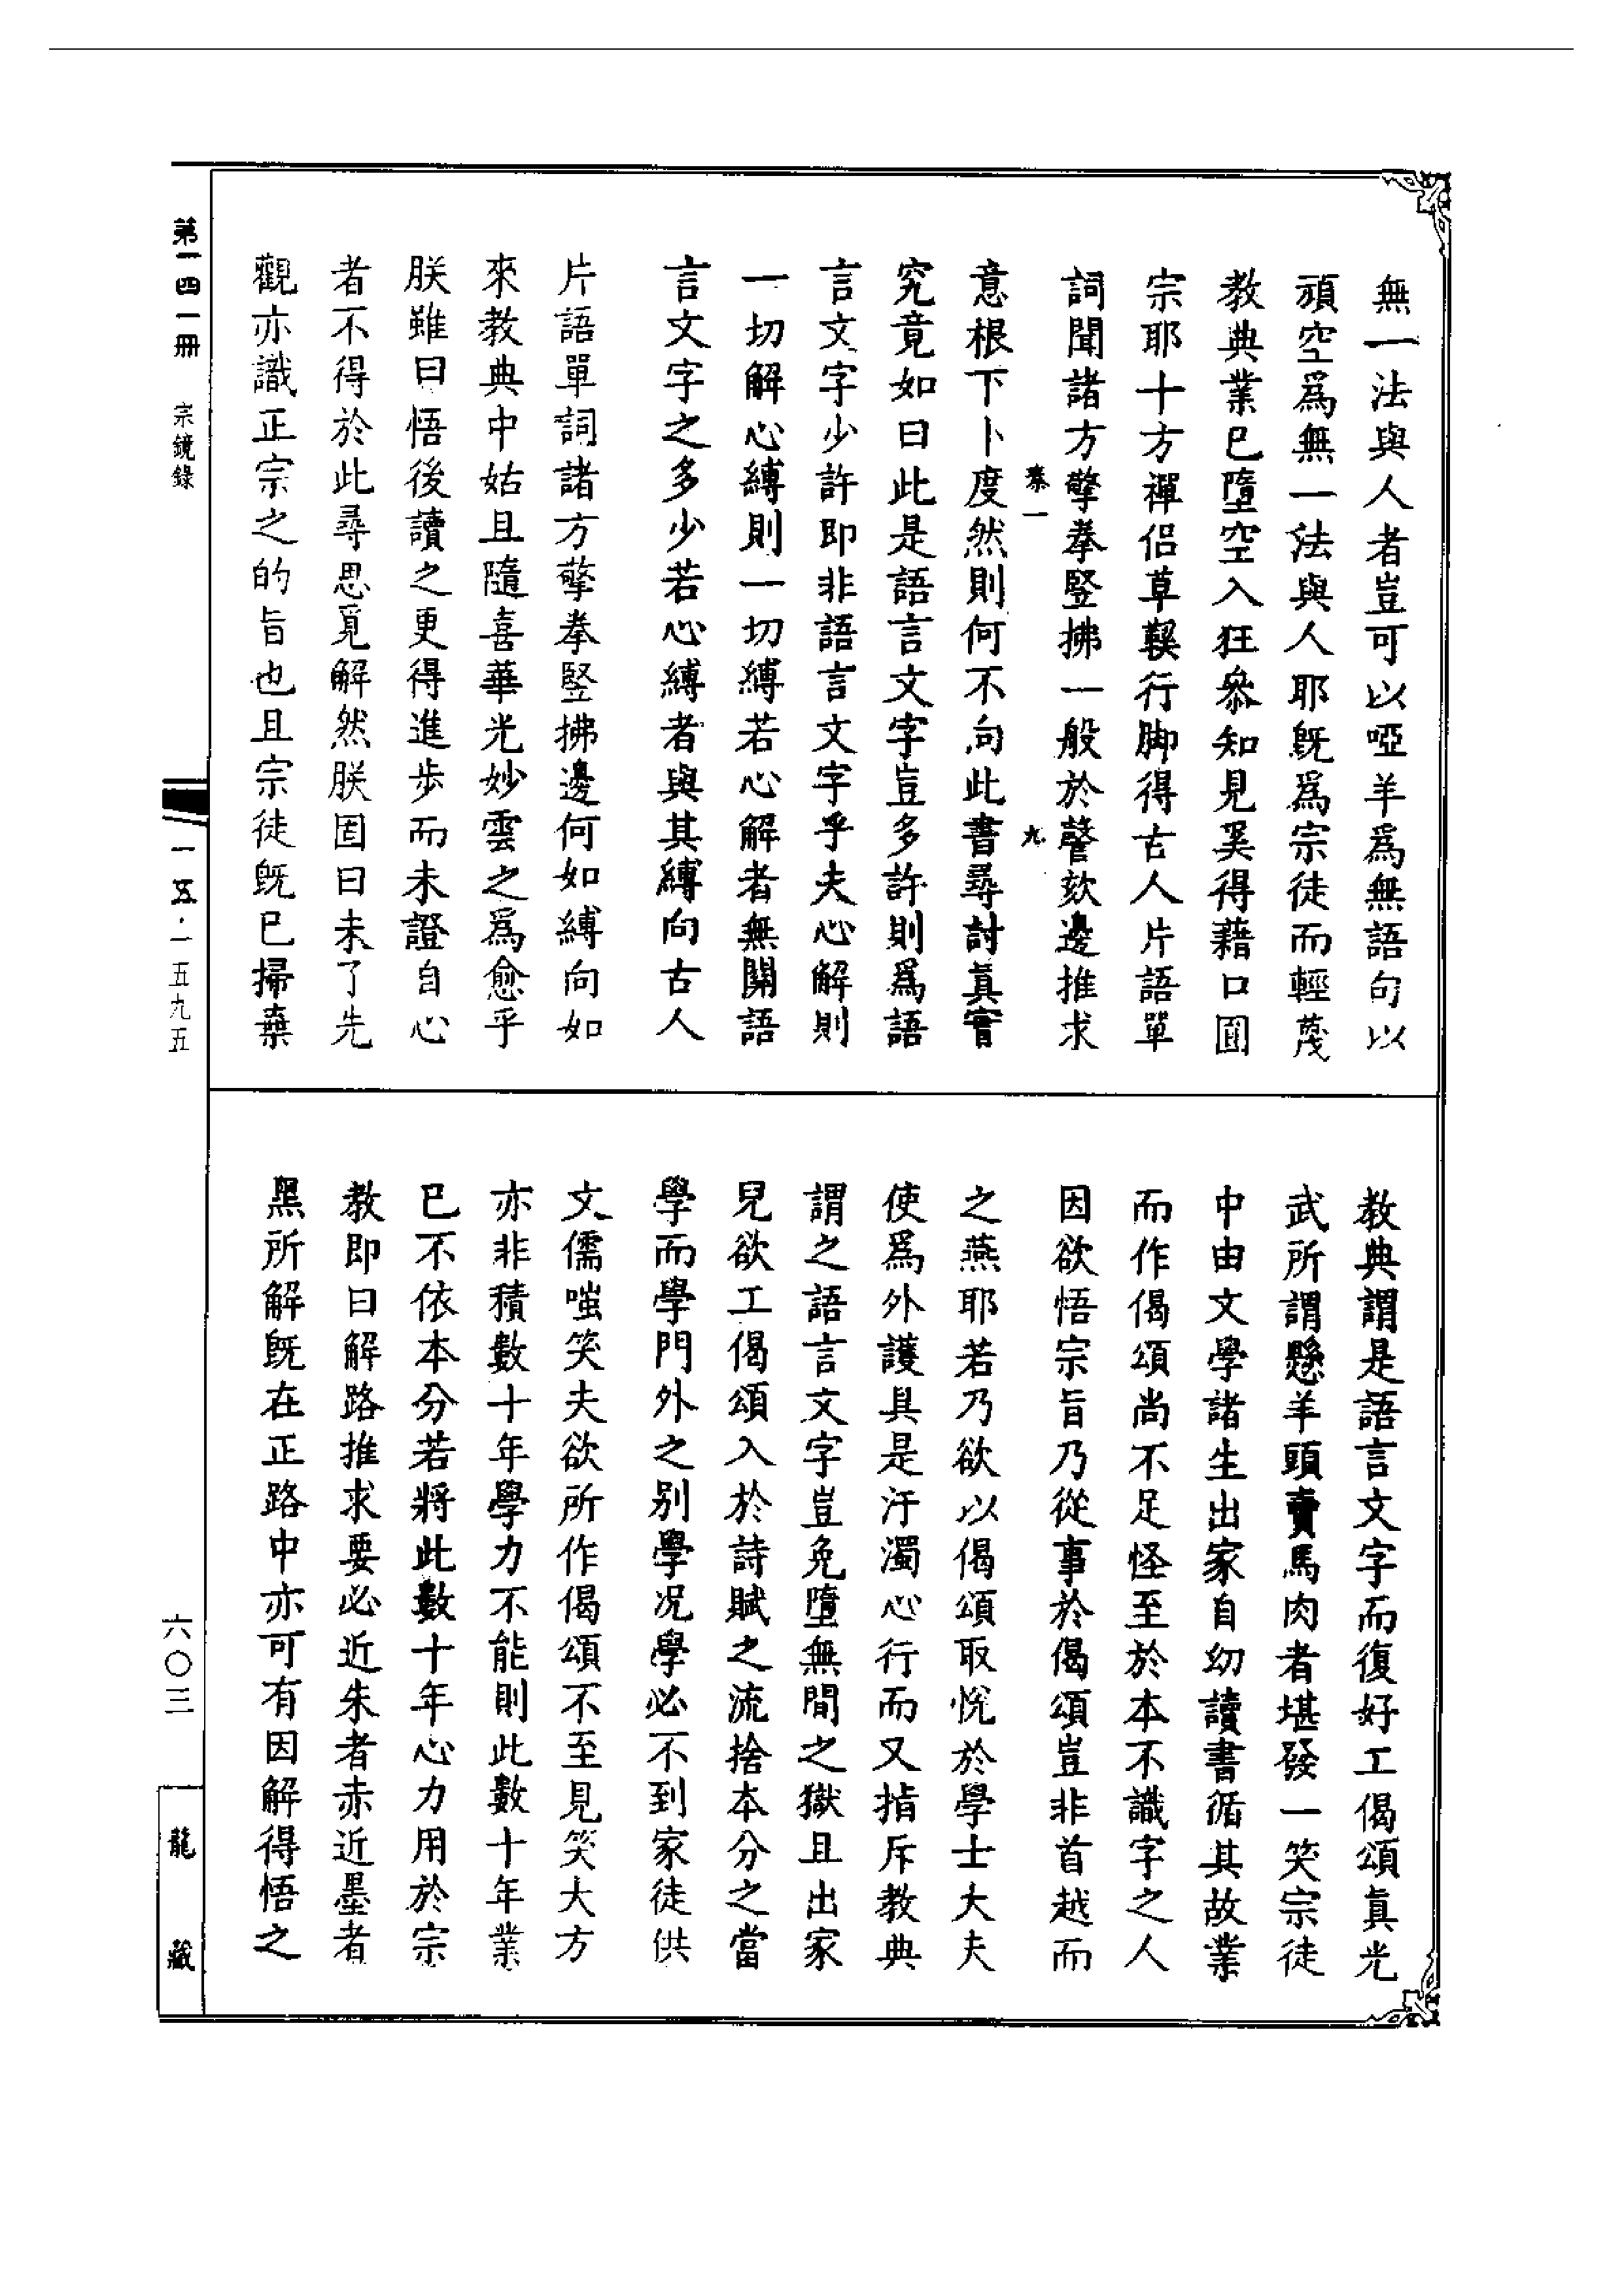 無一法與人者豈可以啞羊爲無語句以
頑空爲無一法與人耶旣爲宗徒而輕蔑
教典業已墮空入狂叅知見奚得藉口圓
宗耶十方禪侶草鞵行脚得古人片語單
詞聞諸方擎拳竪拂一般於謦欬邊推求
秦一 九
意根下卜度然則何不向此書尋討眞實
究竟如曰此是語言文字豈多許則爲語
言文字少許即非語言文字乎夫心解則
一切解心縛則一切縛若心解者無關語
言文字之多少若心縛者與其縛向古人
片語單詞諸方擎拳竪拂邊何如縛向如
來教典中姑且隨喜華光妙雲之爲愈乎
朕雖曰悟後讀之更得進步而未證自心
者不得於此尋思覓解然朕固曰未了先
觀亦識正宗之的旨也且宗徒旣已掃棄
教典謂是語言文字而復好工偈頌眞光
武所謂懸羊頭賣馬肉者堪發一笑宗徒
中由文學諸生出家自幼讀書循其故業
而作偈頌尚不足怪至於本不識字之人
因欲悟宗旨乃從事於偈頌豈非首越而
之燕耶若乃欲以偈頌取悅於學士大夫
使爲外護具是汙濁心行而又指斥教典
謂之語言文字豈免墮無間之獄且出家
兒欲工偈頌入於詩賦之流捨本分之當
學而學門外之别學况學必不到家徒供
文儒嗤笑夫欲所作偈頌不至見笑大方
亦非積數十年學力不能則此數十年業
已不依本分若將此數十年心力用於宗
教即曰解路推求要必近朱者赤近墨者
黑所解旣在正路中亦可有因解得悟之
第一四一冊 宗鏡錄
一五·一五九五
六〇三
龍藏